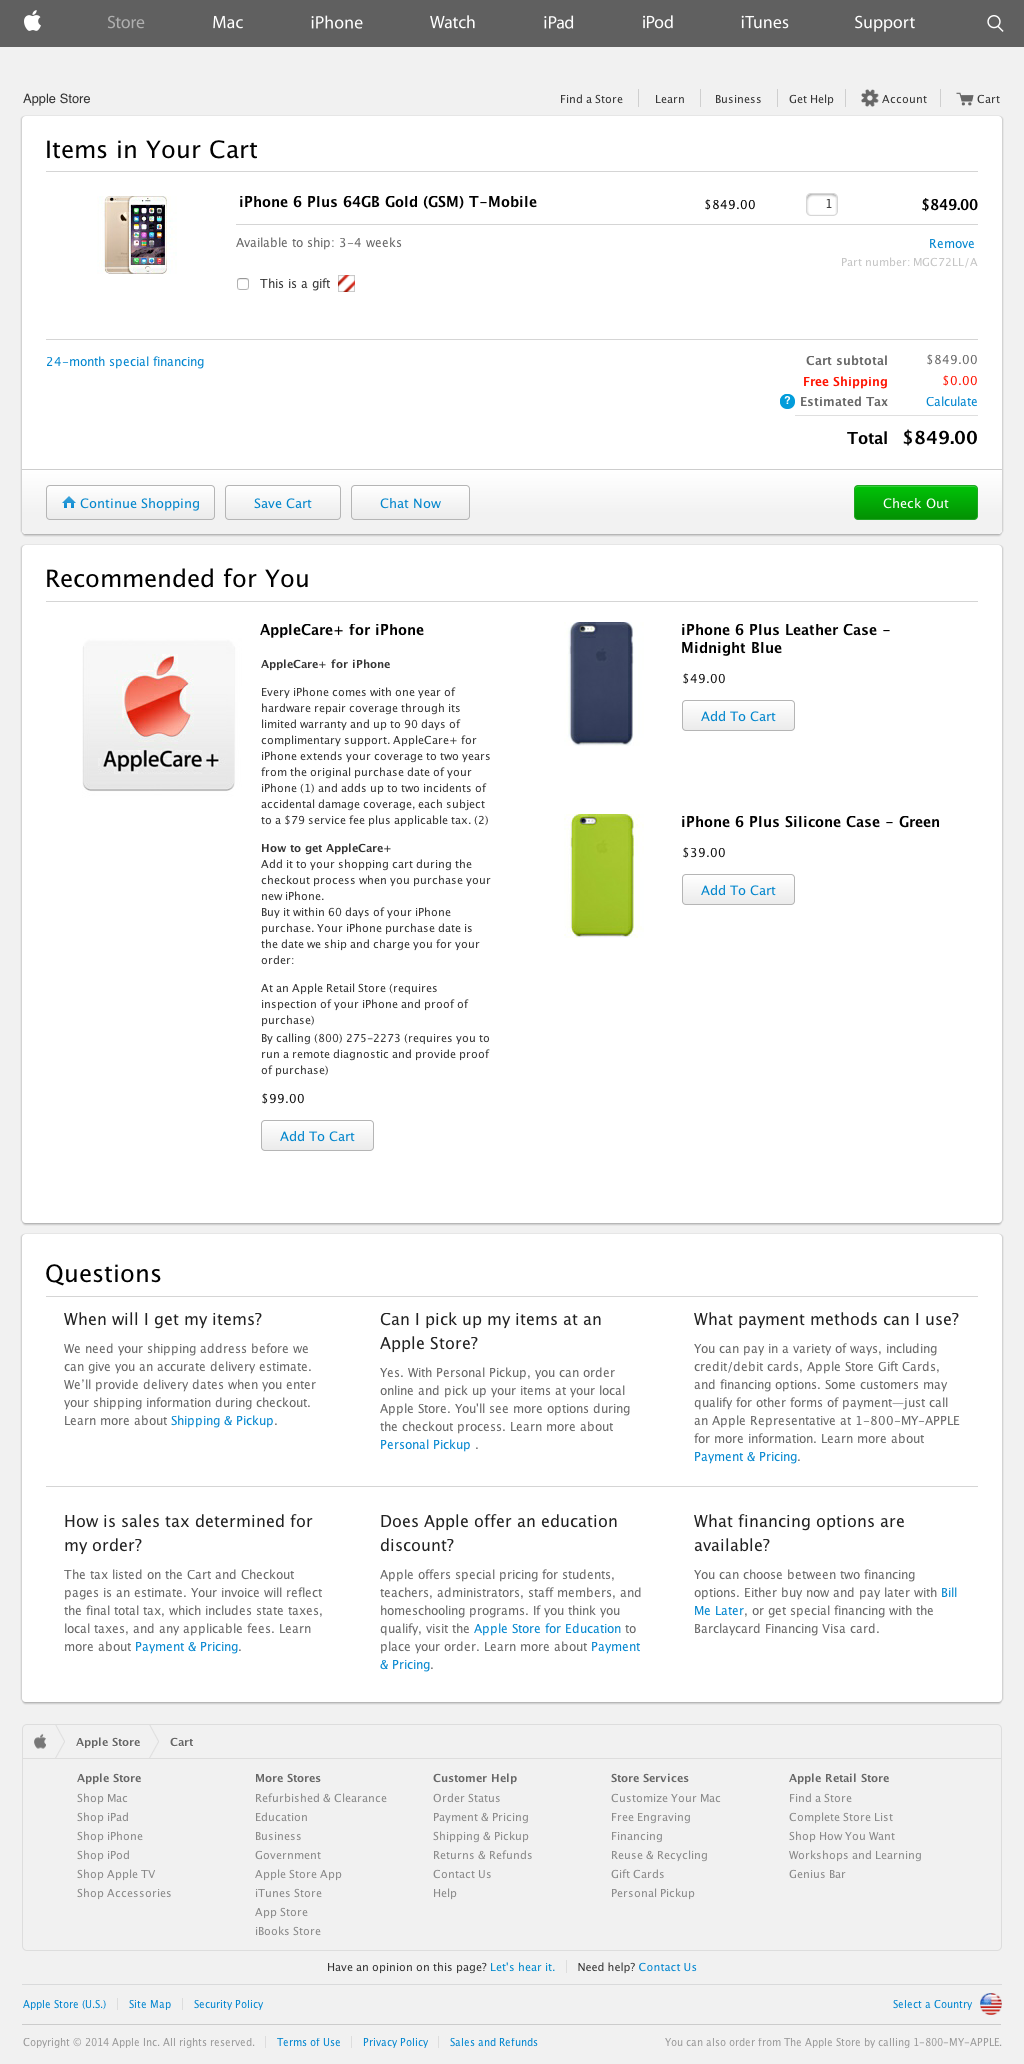 Store Mac iPhone Watch iPad iPod iTunes Support
Apple Store Find a Store Learn Business Get Help Account Cart
Items in Your Cart
iPhone 6 Plus 64GB Gold (GSM) T-Mobile $849.00 1 $849.00
Available to ship: 3-4 weeks Remove
Part number: MGC72LL/A
This is a gift
24-month special financing Cart subtotal $849.00
Free Shipping $0.00
? Estimated Tax Calculate
Total $849.00
Continue Shopping Save Cart Chat Now Check Out
Recommended for You
AppleCare+
AppleCare+ for iPhone
AppleCare+ for iPhone
Every iPhone comes with one year of
hardware repair coverage through its
limited warranty and up to 90 days of
complimentary support. AppleCare+ for
iPhone extends your coverage to two years
from the original purchase date of your
iPhone (1) and adds up to two incidents of
accidental damage coverage, each subject
to a $79 service fee plus applicable tax. (2)
How to get AppleCare+
Add it to your shopping cart during the
checkout process when you purchase your
new iPhone.
Buy it within 60 days of your iPhone
purchase. Your iPhone purchase date is
the date we ship and charge you for your
order:
At an Apple Retail Store (requires
inspection of your iPhone and proof of
purchase)
By calling (800) 275-2273 (requires you to
run a remote diagnostic and provide proof
of purchase)
$99.00
Add To Cart
iPhone 6 Plus Leather Case -
Midnight Blue
$49.00
Add To Cart
iPhone 6 Plus Silicone Case - Green
$39.00
Add To Cart
Questions
When will I get my items?
We need your shipping address before we
can give you an accurate delivery estimate.
We'll provide delivery dates when you enter
your shipping information during checkout.
Learn more about Shipping & Pickup.
Can I pick up my items at an
Apple Store?
Yes. With Personal Pickup, you can order
online and pick up your items at your local
Apple Store. You'll see more options during
the checkout process. Learn more about
Personal Pickup .
What payment methods can I use?
You can pay in a variety of ways, including
credit/debit cards, Apple Store Gift Cards,
and financing options. Some customers may
qualify for other forms of payment—just call
an Apple Representative at 1-800-MY-APPLE
for more information. Learn more about
Payment & Pricing.
How is sales tax determined for
my order?
The tax listed on the Cart and Checkout
pages is an estimate. Your invoice will reflect
the final total tax, which includes state taxes,
local taxes, and any applicable fees. Learn
more about Payment & Pricing.
Does Apple offer an education
discount?
Apple offers special pricing for students,
teachers, administrators, staff members, and
homeschooling programs. If you think you
qualify, visit the Apple Store for Education to
place your order. Learn more about Payment
& Pricing.
What financing options are
available?
You can choose between two financing
options. Either buy now and pay later with Bill
Me Later, or get special financing with the
Barclaycard Financing Visa card.
Apple Store Cart
Apple Store
Shop Mac
Shop iPad
Shop iPhone
Shop iPod
Shop Apple TV
Shop Accessories
More Stores
Refurbished & Clearance
Education
Business
Government
Apple Store App
iTunes Store
App Store
iBooks Store
Customer Help
Order Status
Payment & Pricing
Shipping & Pickup
Returns & Refunds
Contact Us
Help
Store Services
Customize Your Mac
Free Engraving
Financing
Reuse & Recycling
Gift Cards
Personal Pickup
Apple Retail Store
Find a Store
Complete Store List
Shop How You Want
Workshops and Learning
Genius Bar
Have an opinion on this page? Let's hear it. Need help? Contact Us
Apple Store (U.S.) Site Map Security Policy Select a Country
Copyright © 2014 Apple Inc. All rights reserved. Terms of Use Privacy Policy Sales and Refunds You can also order from The Apple Store by calling 1-800-MY-APPLE.